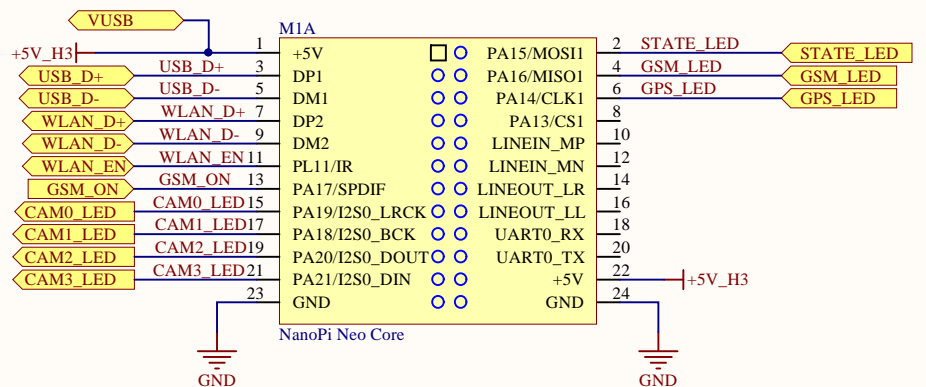 VUSB
M1A
+5V_H3 1 +5V PA15/MOSI1 2 STATE_LED STATE_LED
USB_D+ USB_D+ 3 DP1 PA16/MISO1 4 GSM_LED GSM_LED
USB_D- USB_D- 5 DM1 PA14/CLK1 6 GPS_LED GPS_LED
WLAN_D+ WLAN_D+ 7 DP2 PA13/CS1 8
WLAN_D- WLAN_D- 9 DM2 LINEIN_MP 10
WLAN_EN WLAN_EN 11 PL11/IR LINEIN_MN 12
GSM_ON GSM_ON 13 PA17/SPDIF LINEOUT_LR 14
CAM0_LED CAM0_LED 15 PA19/I2S0_LRCK LINEOUT_LL 16
CAM1_LED CAM1_LED 17 PA18/I2S0_BCK UART0_RX 18
CAM2_LED CAM2_LED 19 PA20/I2S0_DOUT UART0_TX 20
CAM3_LED CAM3_LED 21 PA21/I2S0_DIN +5V 22 +5V_H3
23 GND GND 24
NanoPi Neo Core
GND GND